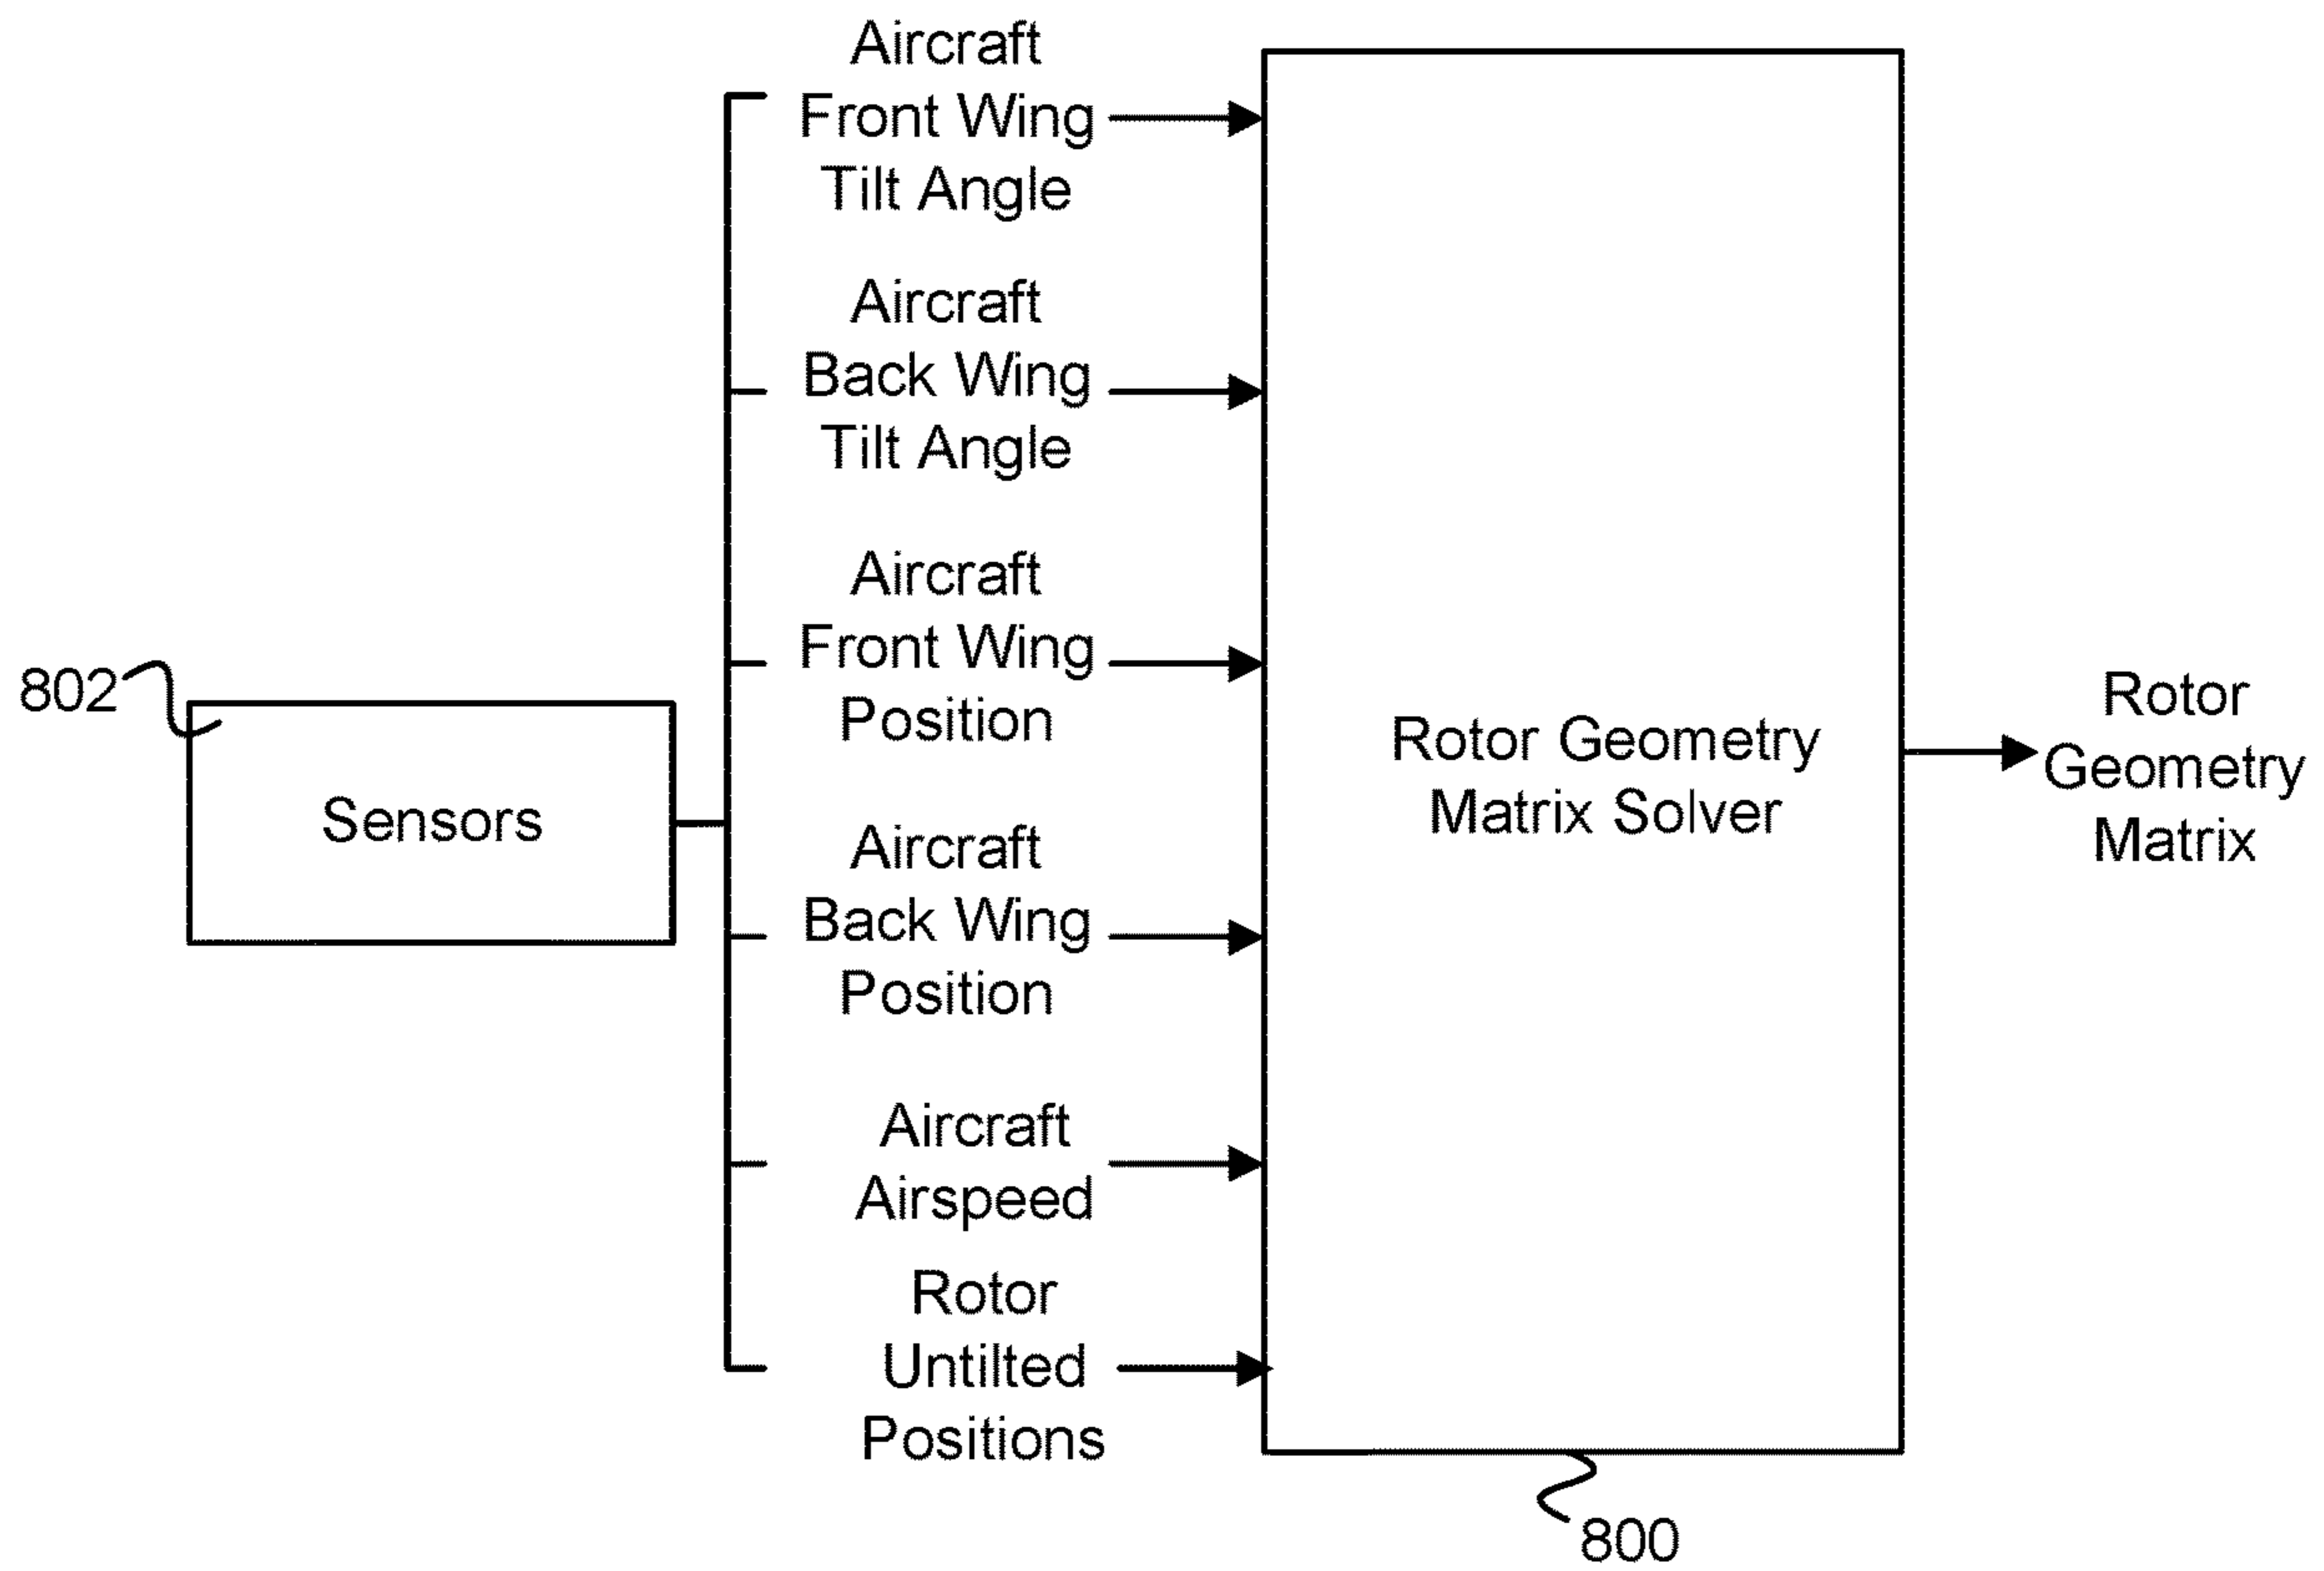 Aircraft
Front Wing
Tilt Angle
Aircraft
Back Wing
Tilt Angle
Aircraft
Front Wing
Position
802
Sensors
Aircraft
Back Wing
Position
Aircraft
Airspeed
Rotor
Untilted
Positions
Rotor Geometry
Matrix Solver
800
Rotor
Geometry
Matrix